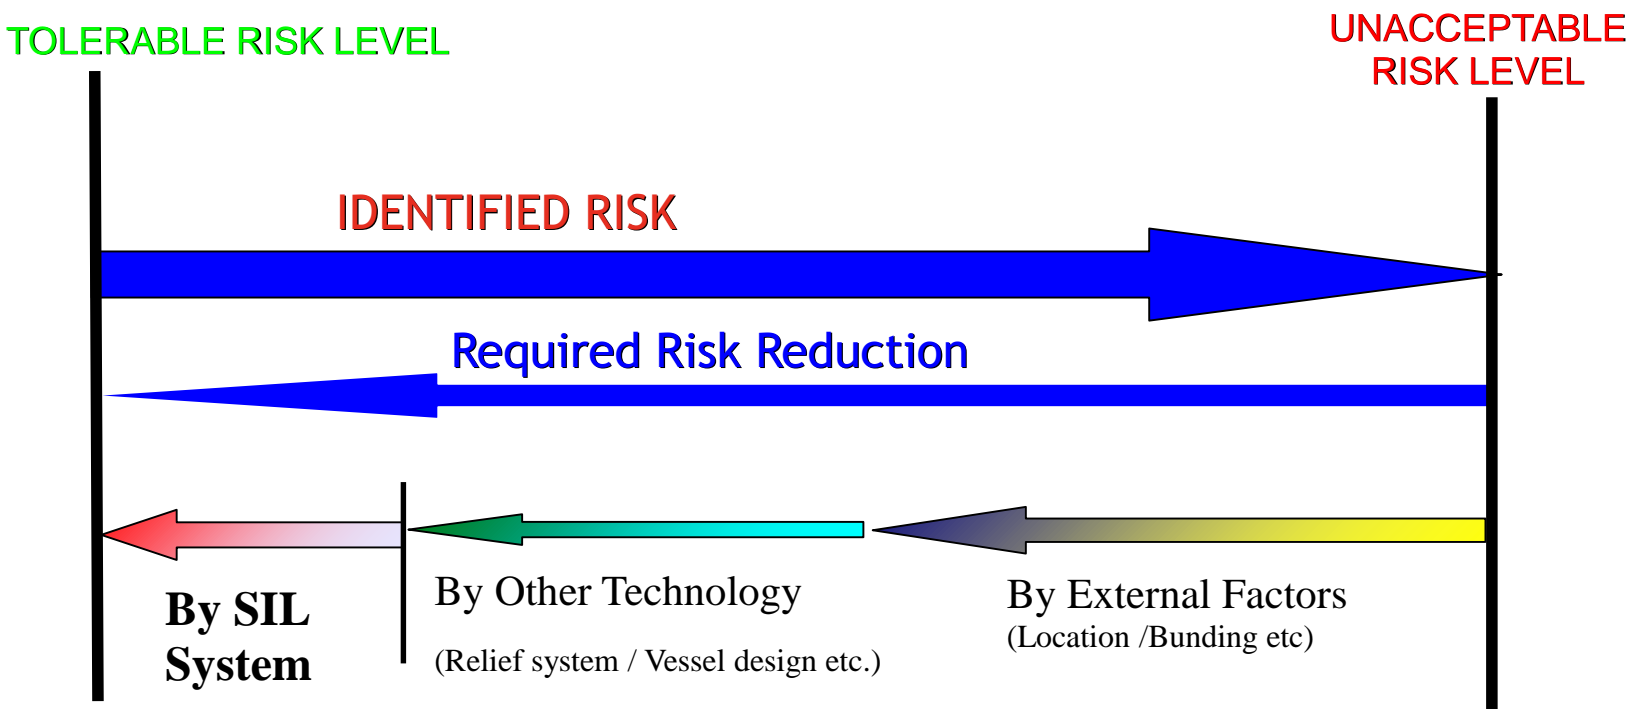 TOLERABLE RISK LEVEL
UNACCEPTABLE
RISK LEVEL
IDENTIFIED RISK
Required Risk Reduction
By SIL
System
By Other Technology
(Relief system / Vessel design etc.)
By External Factors
(Location /Bunding etc)